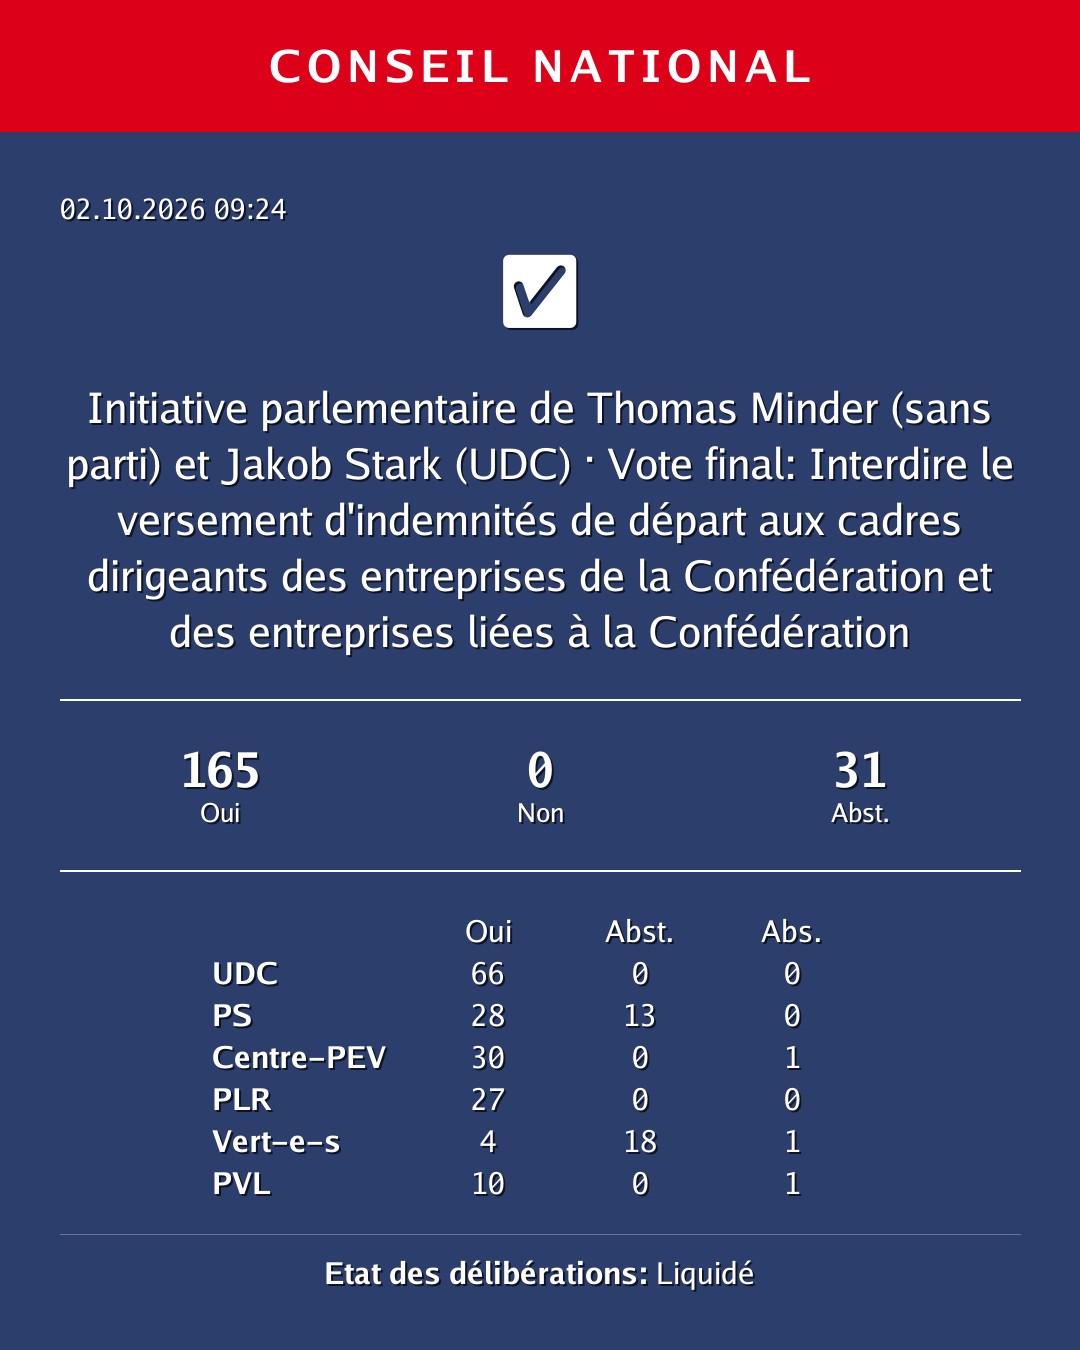 CONSEIL NATIONAL
02.10.2026 09:24
Initiative parlementaire de Thomas Minder (sans
parti) et Jakob Stark (UDC) · Vote final: Interdire le
versement d'indemnités de départ aux cadres
dirigeants des entreprises de la Confédération et
des entreprises liées à la Confédération
165 0 31
Oui Non Abst.
Oui Abst. Abs.
UDC 66 0 0
PS 28 13 0
Centre-PEV 30 0 1
PLR 27 0 0
Vert-e-s 4 18 1
PVL 10 0 1
Etat des délibérations: Liquidé